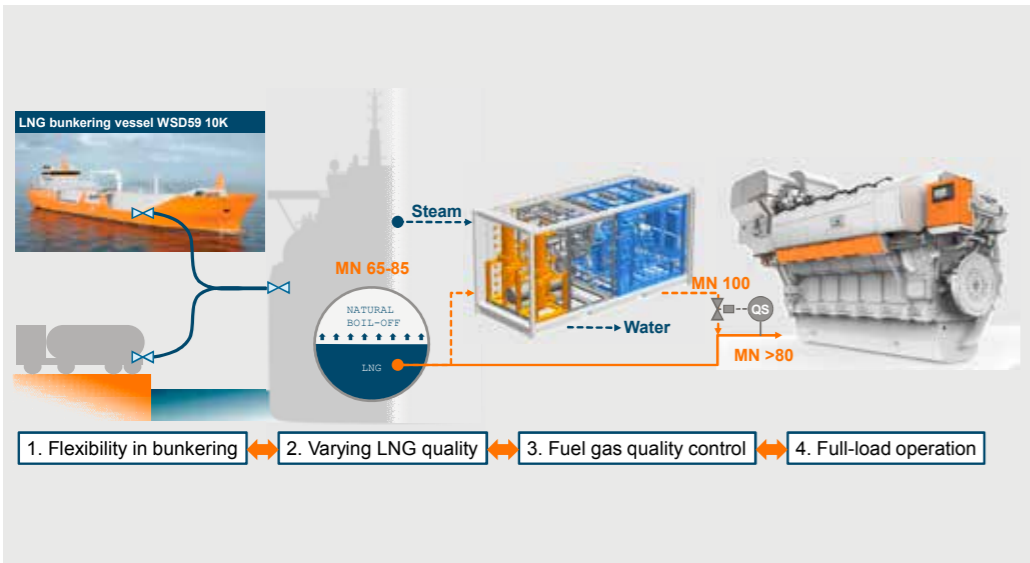 LNG bunkering vessel WSD59 10K
Steam
MN 65-85
NATURAL
BOIL-OFF
LNG
Water
MN 100
QS
MN >80
1. Flexibility in bunkering
2. Varying LNG quality
3. Fuel gas quality control
4. Full-load operation